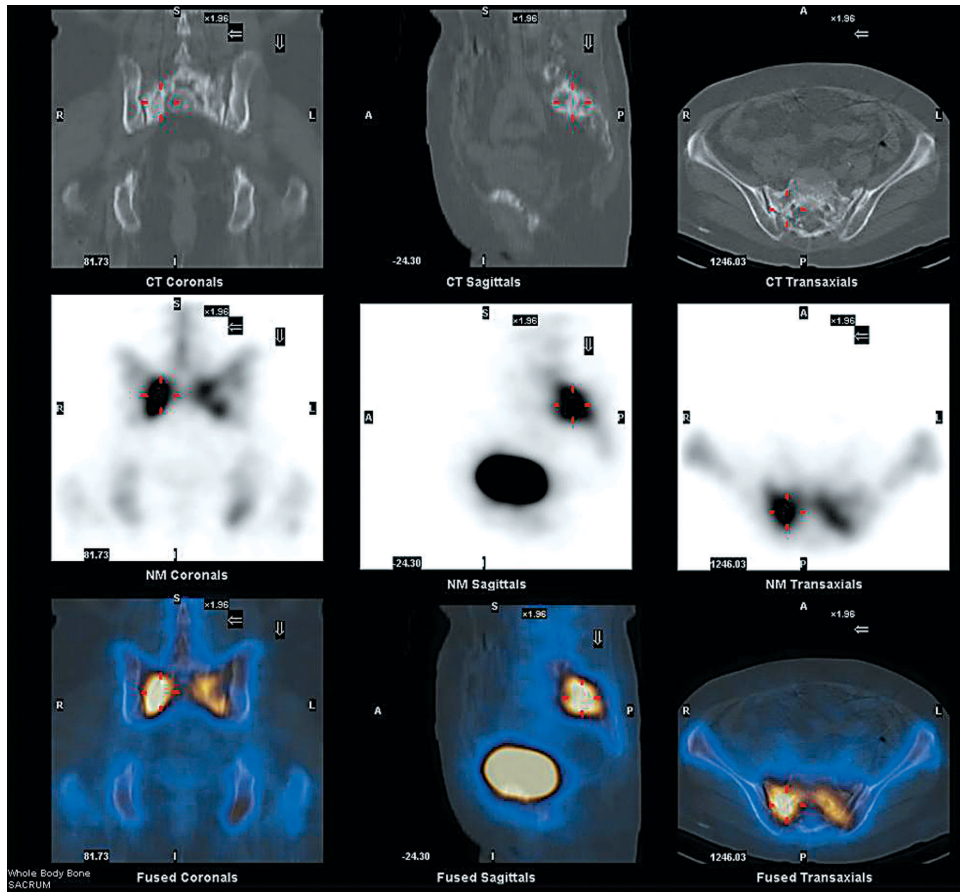 S
×1.96
⇐
⇓
R
L
81.73
I
CT Coronals
S
×1.96
⇓
A
P
-24.30
I
CT Sagittals
A
×1.96
⇐
R
L
1246.03
P
CT Transaxials
S
×1.96
⇐
⇓
R
L
81.73
I
NM Coronals
S
×1.96
⇓
A
P
-24.30
I
NM Sagittals
A
×1.96
⇐
R
L
1246.03
P
NM Transaxials
S
×1.96
⇐
⇓
R
L
81.73
I
Fused Coronals
S
×1.96
⇓
A
P
-24.30
I
Fused Sagittals
A
×1.96
⇐
R
L
1246.03
P
Fused Transaxials
Whole Body Bone
SACRUM